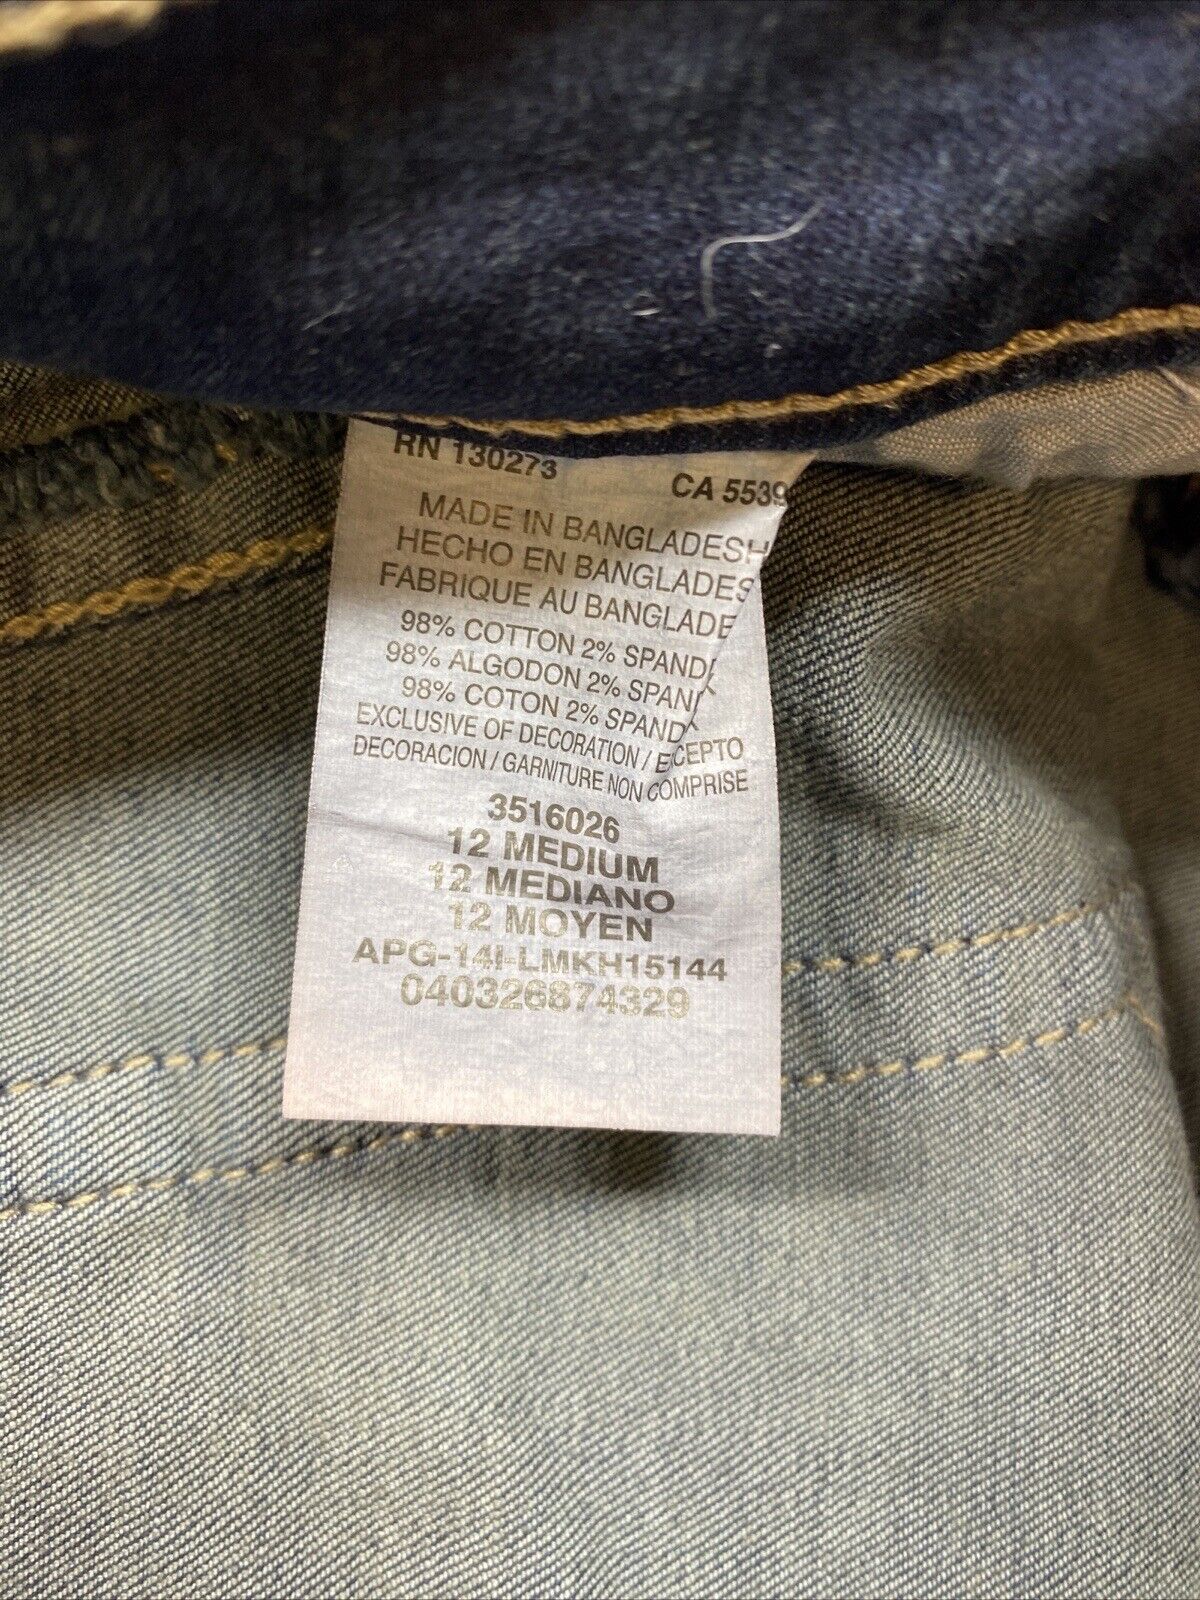 RN 130273 CA 5539
MADE IN BANGLADESH
HECHO EN BANGLADES
FABRIQUE AU BANGLADE
98% COTTON 2% SPAND
98% ALGODON 2% SPAN
98% COTON 2% SPAND
EXCLUSIVE OF DECORATION / EXCEPTO
DECORACION / GARNITURE NON COMPRISE
3516026
12 MEDIUM
12 MEDIANO
12 MOYEN
APG-14I-LMKH15144
040326874329